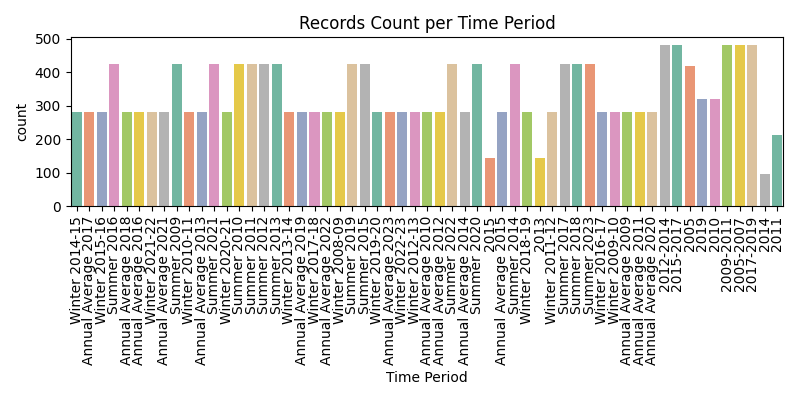 Records Count per Time Period
count
500
400
300
200
100
0
Winter 2014-15
Annual Average 2017
Winter 2015-16
Summer 2016
Annual Average 2018
Annual Average 2016
Winter 2021-22
Annual Average 2021
Summer 2009
Winter 2010-11
Annual Average 2013
Summer 2021
Winter 2020-21
Summer 2010
Summer 2011
Summer 2012
Summer 2013
Winter 2013-14
Annual Average 2019
Winter 2017-18
Annual Average 2022
Winter 2008-09
Summer 2019
Summer 2015
Winter 2019-20
Annual Average 2023
Winter 2022-23
Winter 2012-13
Annual Average 2010
Annual Average 2012
Summer 2022
Annual Average 2014
Summer 2020
2015
Annual Average 2015
Summer 2014
Winter 2018-19
2013
Winter 2011-12
Summer 2017
Summer 2018
Summer 2023
Winter 2016-17
Winter 2009-10
Annual Average 2009
Annual Average 2011
Annual Average 2020
2012-2014
2015-2017
2005
2019
2010
2009-2011
2005-2007
2017-2019
2014
2011
Time Period